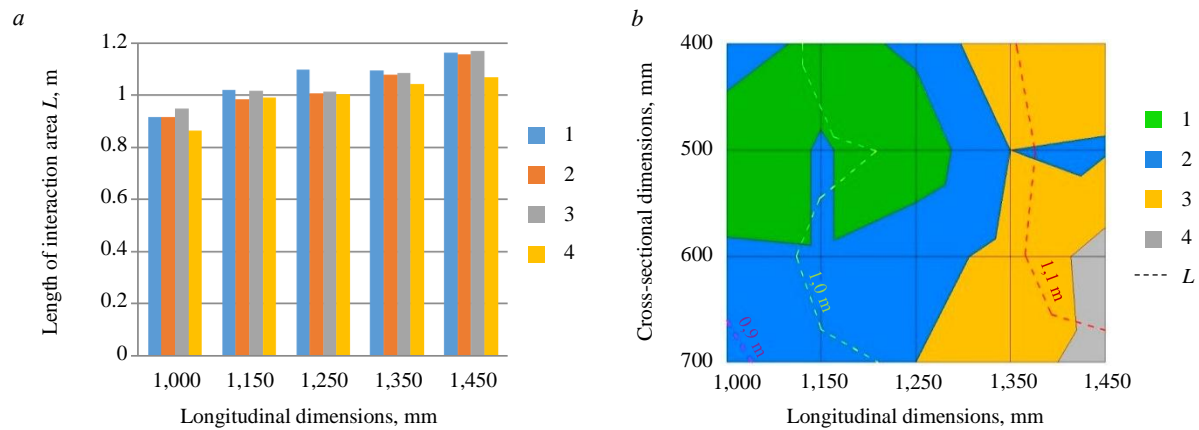 a
Length of interaction area L, m
1.2
1
0.8
0.6
0.4
0.2
0
1,000 1,150 1,250 1,350 1,450
Longitudinal dimensions, mm
1
2
3
4
b
Cross-sectional dimensions, mm
400
500
600
700
1,0 m
1,1 m
0,9 m
1,000 1,150 1,250 1,350 1,450
Longitudinal dimensions, mm
1
2
3
4
L